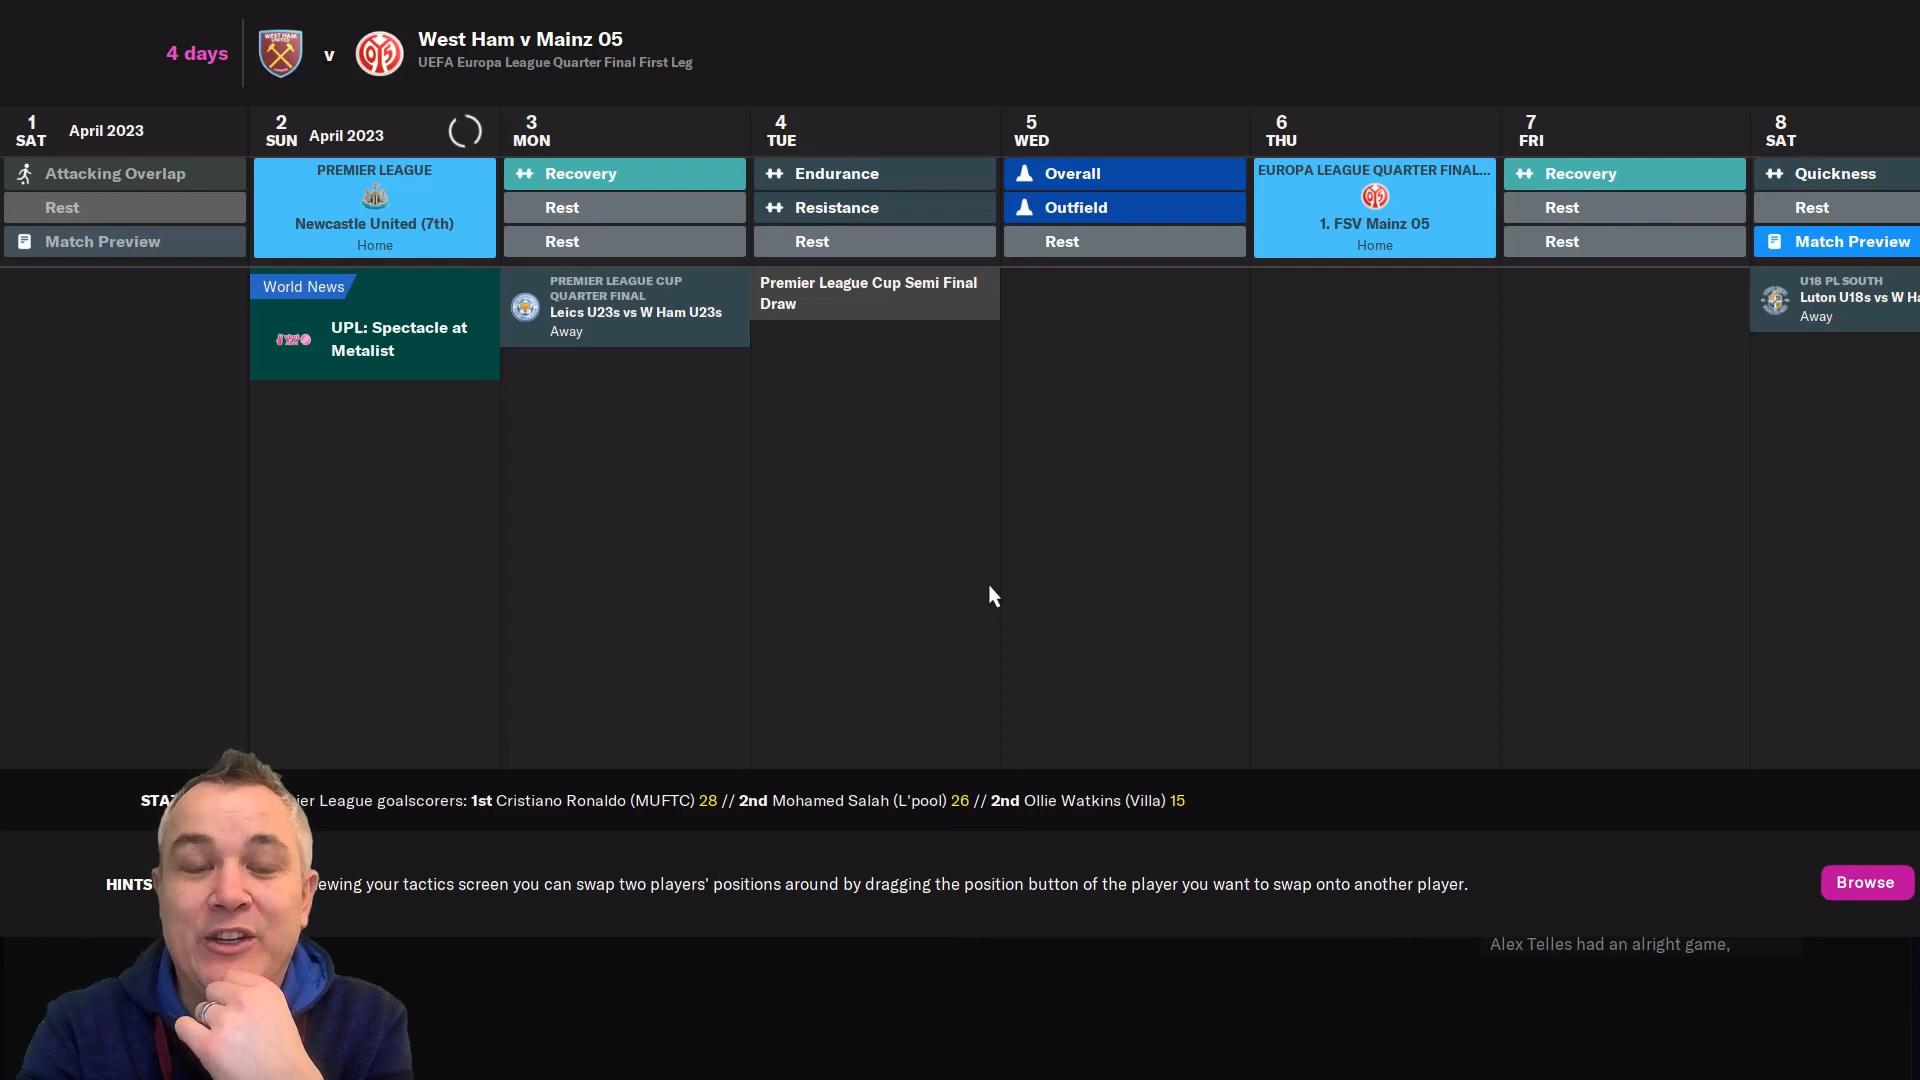 4 days
v
West Ham v Mainz 05
UEFA Europa League Quarter Final First Leg
1
SAT
April 2023
2
SUN
April 2023
3
MON
4
TUE
5
WED
6
THU
7
FRI
8
SAT
Attacking Overlap
Rest
Match Preview
PREMIER LEAGUE
Newcastle United (7th)
Home
Recovery
Rest
Rest
Endurance
Resistance
Rest
Overall
Outfield
Rest
EUROPA LEAGUE QUARTER FINAL...
1. FSV Mainz 05
Home
Recovery
Rest
Rest
Quickness
Rest
Match Preview
World News
UPL: Spectacle at
Metalist
PREMIER LEAGUE CUP
QUARTER FINAL
Leics U23s vs W Ham U23s
Away
Premier League Cup Semi Final
Draw
U18 PL SOUTH
Luton U18s vs W Ha
Away
STA ier League goalscorers: 1st Cristiano Ronaldo (MUFTC) 28 // 2nd Mohamed Salah (L'pool) 26 // 2nd Ollie Watkins (Villa) 15
HINTS ewing your tactics screen you can swap two players' positions around by dragging the position button of the player you want to swap onto another player.
Browse
Alex Telles had an alright game,